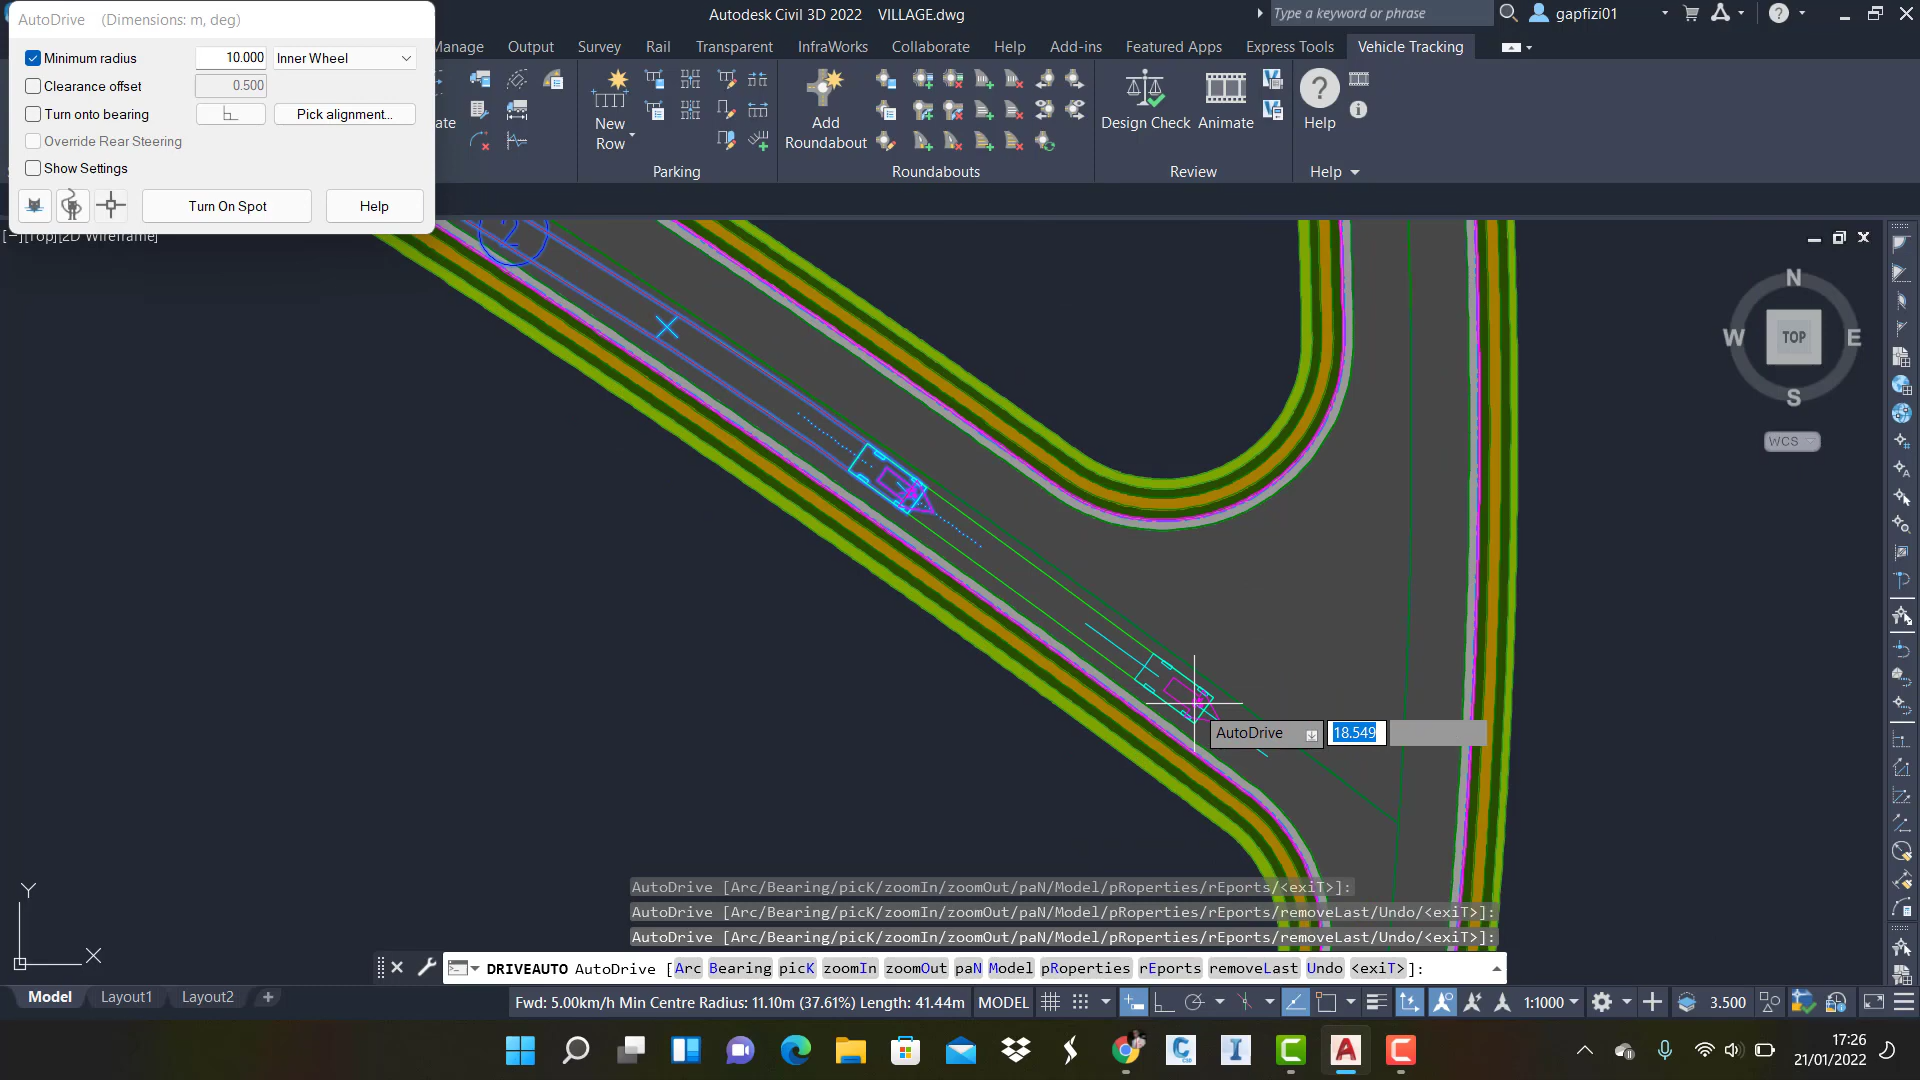 AutoDrive (Dimensions: m, deg)
Autodesk Civil 3D 2022 VILLAGE.dwg
Type a keyword or phrase
gapfizi01
Manage Output Survey Rail Transparent InfraWorks Collaborate Help Add-ins Featured Apps Express Tools Vehicle Tracking
Minimum radius 10.000 Inner Wheel
Clearance offset 0.500
Turn onto bearing Pick alignment...
Override Rear Steering
Show Settings
Turn On Spot Help
New
Row
Add
Roundabout
Design Check Animate Help
Parking Roundabouts Review Help
[−][Top][2D Wireframe]
2
N
W TOP E
S
WCS
AutoDrive 18.549
AutoDrive [Arc/Bearing/picK/zoomIn/zoomOut/paN/Model/pRoperties/rEports/<exiT>]:
AutoDrive [Arc/Bearing/picK/zoomIn/zoomOut/paN/Model/pRoperties/rEports/removeLast/Undo/<exiT>]:
AutoDrive [Arc/Bearing/picK/zoomIn/zoomOut/paN/Model/pRoperties/rEports/removeLast/Undo/<exiT>]:
DRIVEAUTO AutoDrive [Arc Bearing picK zoomIn zoomOut paN Model pRoperties rEports removeLast Undo <exiT>]:
Y
X
Model Layout1 Layout2
Fwd: 5.00km/h Min Centre Radius: 11.10m (37.61%) Length: 41.44m MODEL 1:1000 3.500
17:26
21/01/2022